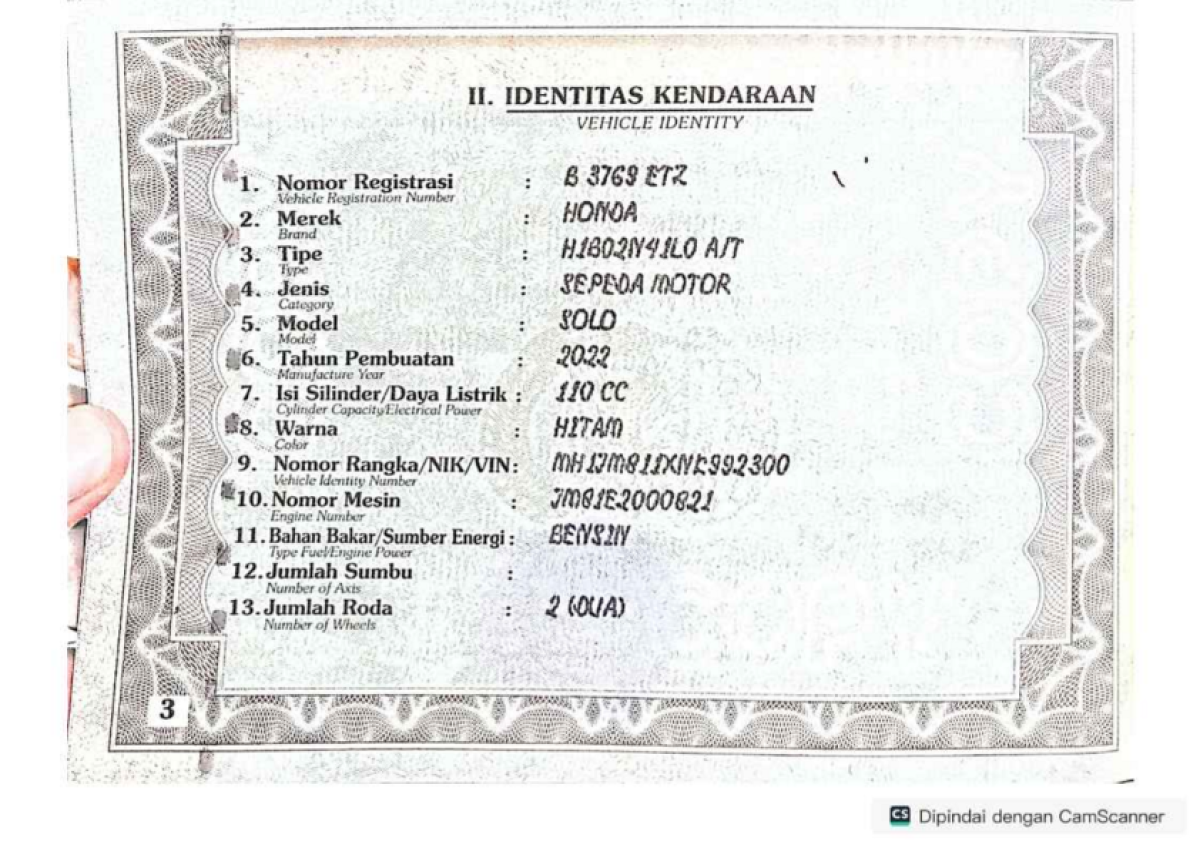 II. IDENTITAS KENDARAAN
VEHICLE IDENTITY
1. Nomor Registrasi : B 3769 ETZ
Vehicle Registration Number
2. Merek : HONDA
Brand
3. Tipe : H1B02N41L0 A/T
Type
4. Jenis : SEPEDA MOTOR
Category
5. Model : SOLO
Model
6. Tahun Pembuatan : 2022
Manufacture Year
7. Isi Silinder/Daya Listrik : 110 CC
Cylinder Capacity/Electrical Power
8. Warna : HITAM
Color
9. Nomor Rangka/NIK/VIN: MH1JM811XNK992300
Vehicle Identity Number
10. Nomor Mesin : JM81E2000821
Engine Number
11. Bahan Bakar/Sumber Energi : BENSIN
Type Fuel/Engine Power
12. Jumlah Sumbu :
Number of Axis
13. Jumlah Roda : 2 (DUA)
Number of Wheels
3
CS Dipindai dengan CamScanner